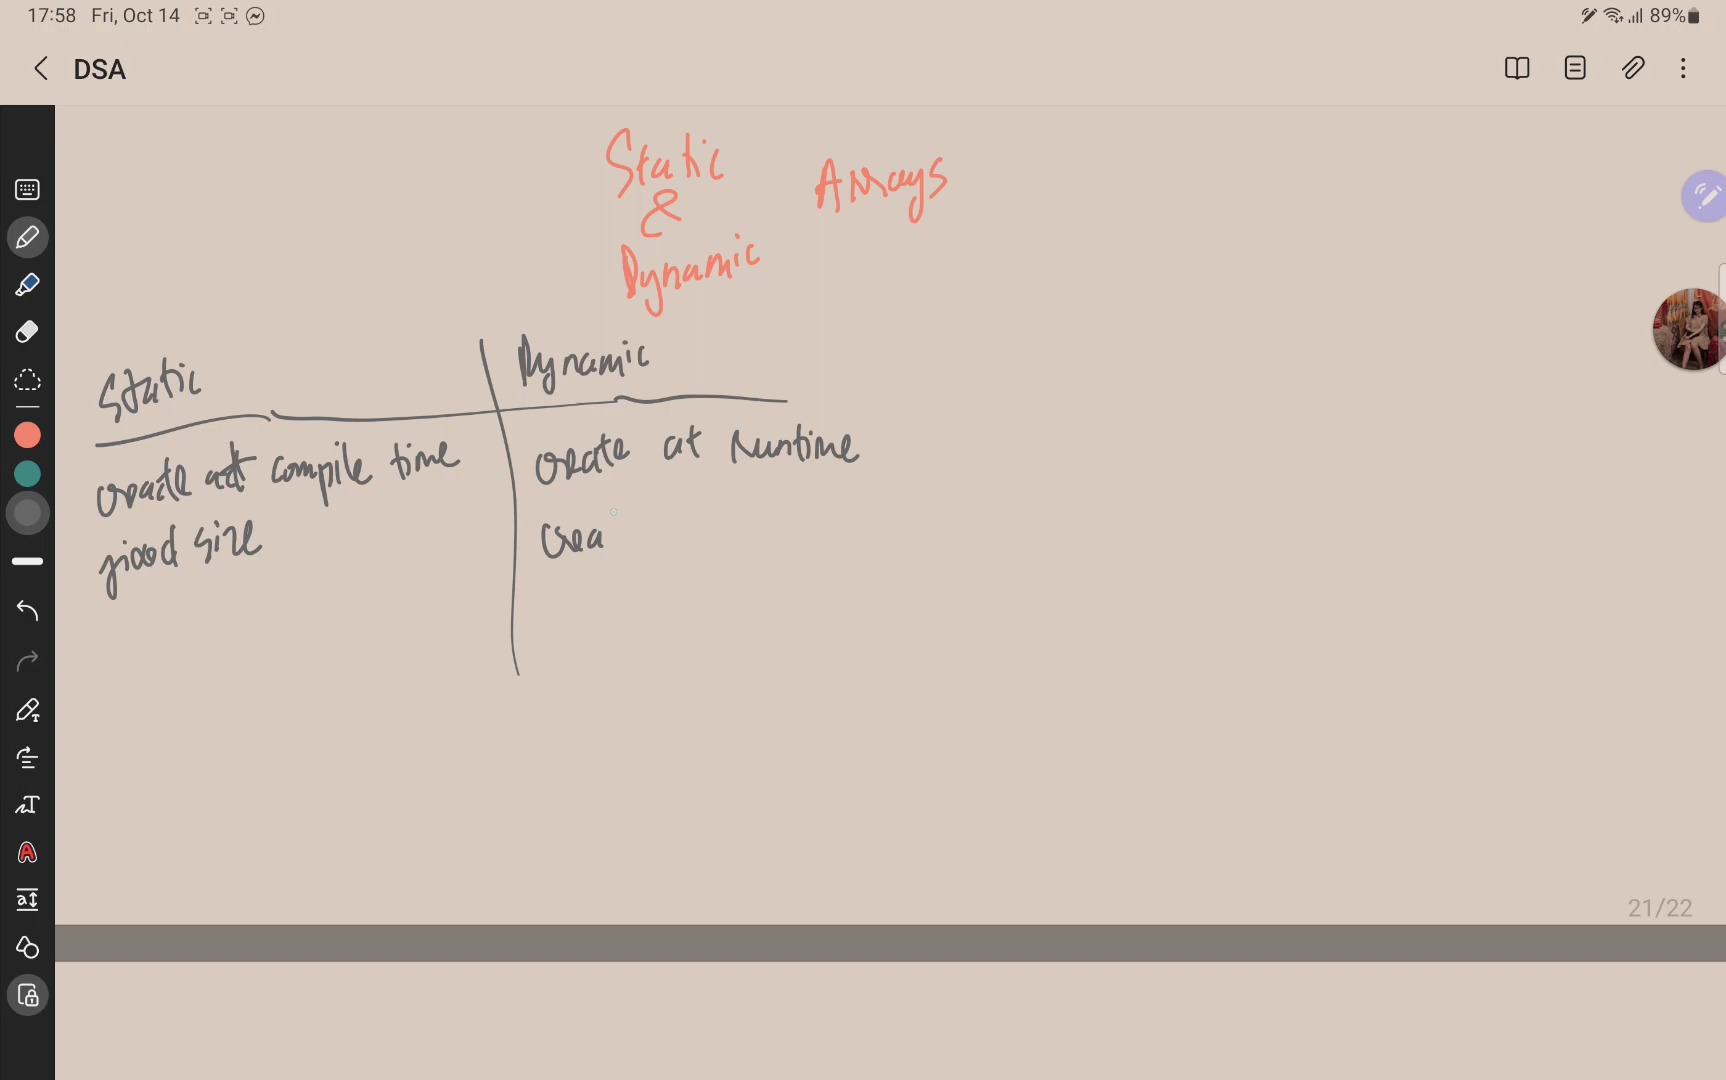 17:58 Fri, Oct 14 89%
DSA
Static
&
Dynamic
Arrays
Static
Dynamic
create at compile time
create at Runtime
fixed size
Crea
21/22